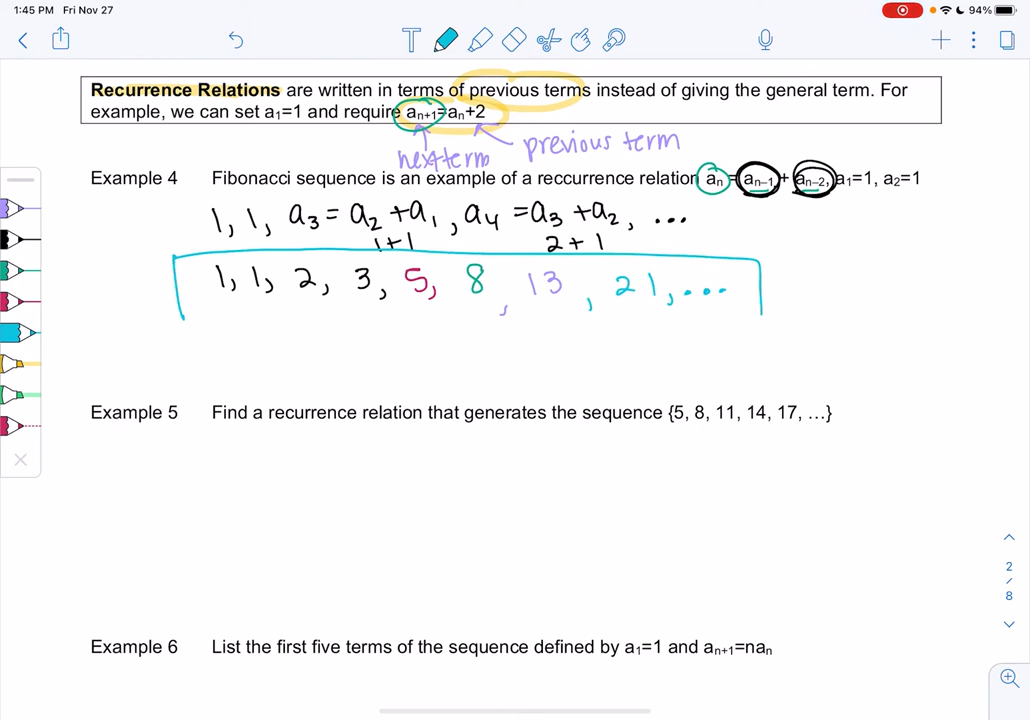 1:45 PM Fri Nov 27
94%
T
Recurrence Relations are written in terms of previous terms instead of giving the general term. For
example, we can set a₁=1 and require aₙ₊₁=aₙ+2
next term previous term
Example 4 Fibonacci sequence is an example of a reccurrence relation aₙ=aₙ₋₁+aₙ₋₂, a₁=1, a₂=1
1, 1, a₃ = a₂ + a₁, a₄ = a₃ + a₂, ...
1+1 2+1
1, 1, 2, 3, 5, 8, 13, 21, ...
Example 5 Find a recurrence relation that generates the sequence {5, 8, 11, 14, 17, …}
2
/
8
Example 6 List the first five terms of the sequence defined by a₁=1 and aₙ₊₁=naₙ